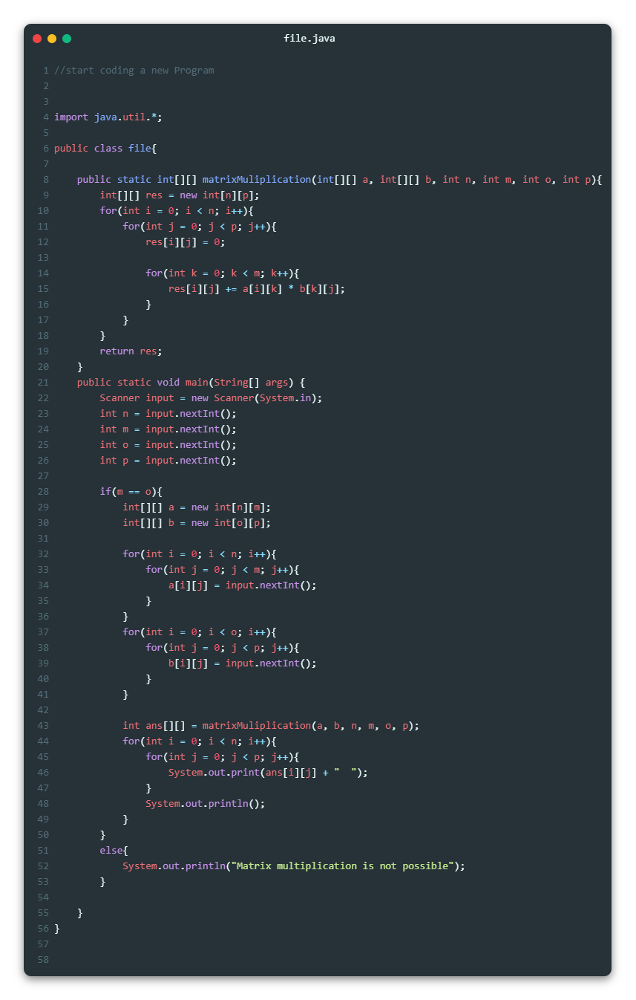 file.java
1 //start coding a new Program
2
3
4 import java.util.*;
5
6 public class file{
7
8     public static int[][] matrixMuliplication(int[][] a, int[][] b, int n, int m, int o, int p){
9         int[][] res = new int[n][p];
10         for(int i = 0; i < n; i++){
11             for(int j = 0; j < p; j++){
12                 res[i][j] = 0;
13
14                 for(int k = 0; k < m; k++){
15                     res[i][j] += a[i][k] * b[k][j];
16                 }
17             }
18         }
19         return res;
20     }
21     public static void main(String[] args) {
22         Scanner input = new Scanner(System.in);
23         int n = input.nextInt();
24         int m = input.nextInt();
25         int o = input.nextInt();
26         int p = input.nextInt();
27
28         if(m == o){
29             int[][] a = new int[n][m];
30             int[][] b = new int[o][p];
31
32             for(int i = 0; i < n; i++){
33                 for(int j = 0; j < m; j++){
34                     a[i][j] = input.nextInt();
35                 }
36             }
37             for(int i = 0; i < o; i++){
38                 for(int j = 0; j < p; j++){
39                     b[i][j] = input.nextInt();
40                 }
41             }
42
43             int ans[][] = matrixMuliplication(a, b, n, m, o, p);
44             for(int i = 0; i < n; i++){
45                 for(int j = 0; j < p; j++){
46                     System.out.print(ans[i][j] + "  ");
47                 }
48                 System.out.println();
49             }
50         }
51         else{
52             System.out.println("Matrix multiplication is not possible");
53         }
54
55     }
56 }
57
58